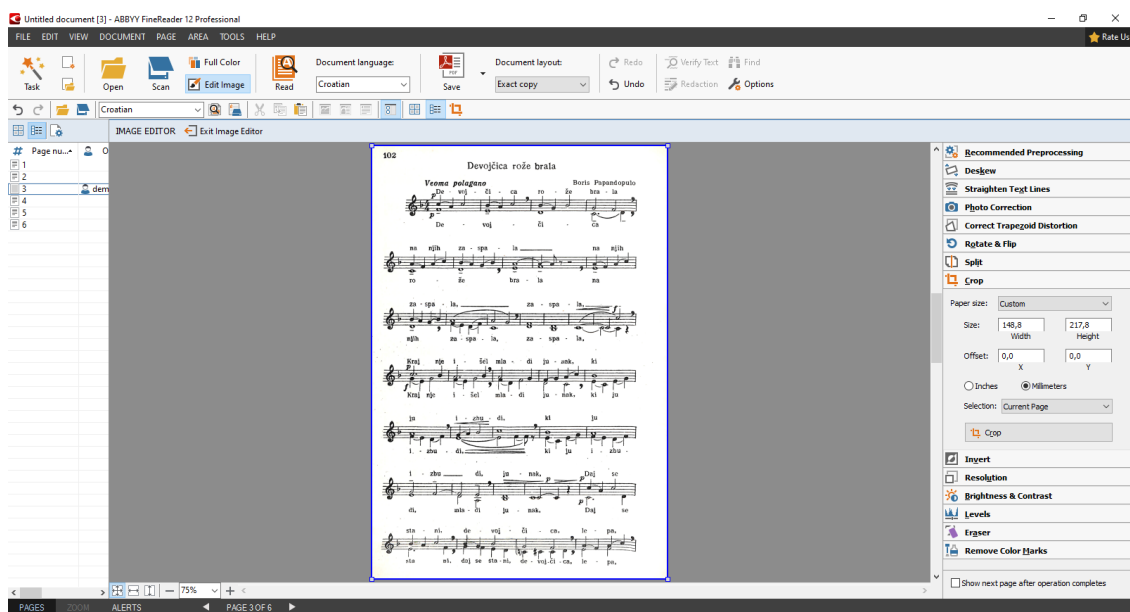 Untitled document [3] - ABBYY FineReader 12 Professional
FILE EDIT VIEW DOCUMENT PAGE AREA TOOLS HELP
Rate Us
Task
Open
Scan
Full Color
Edit Image
Read
Document language:
Croatian
PDF
Save
Document layout:
Exact copy
Redo
Undo
Verify Text
Find
Redaction
Options
Croatian
IMAGE EDITOR Exit Image Editor
# Page nu... O
1
2
3 dem
4
5
6
102
Devojčica rože brala
Veoma polagano
Boris Papandopulo
De - voj - či - ca ro - že bra - la
De - voj - či - ca
na njih za - spa - la na njih
ro - že bra - la na
za - spa - la, za - spa - la,
njih za - spa - la, za - spa - la,
Kraj nje i - šel mla - di ju - nak, ki
Kraj nje i - šel mla - di ju - nak, ki ju
ju i - zbu - di, ki ju
i - zbu - di, ki ju i - zbu -
i - zbu di, ju - nak, Daj se
di, mla - di ju - nak, Daj se
sta - ni, de - voj - či - ca, le - pa,
sta ni, daj se sta - ni, de - voj - či - ca, le - pa,
Recommended Preprocessing
Deskew
Straighten Text Lines
Photo Correction
Correct Trapezoid Distortion
Rotate & Flip
Split
Crop
Paper size: Custom
Size: 148,8 217,8
Width Height
Offset: 0,0 0,0
X Y
Inches Millimeters
Selection: Current Page
Crop
Invert
Resolution
Brightness & Contrast
Levels
Eraser
Remove Color Marks
Show next page after operation completes
75%
PAGES ZOOM ALERTS PAGE 3 OF 6